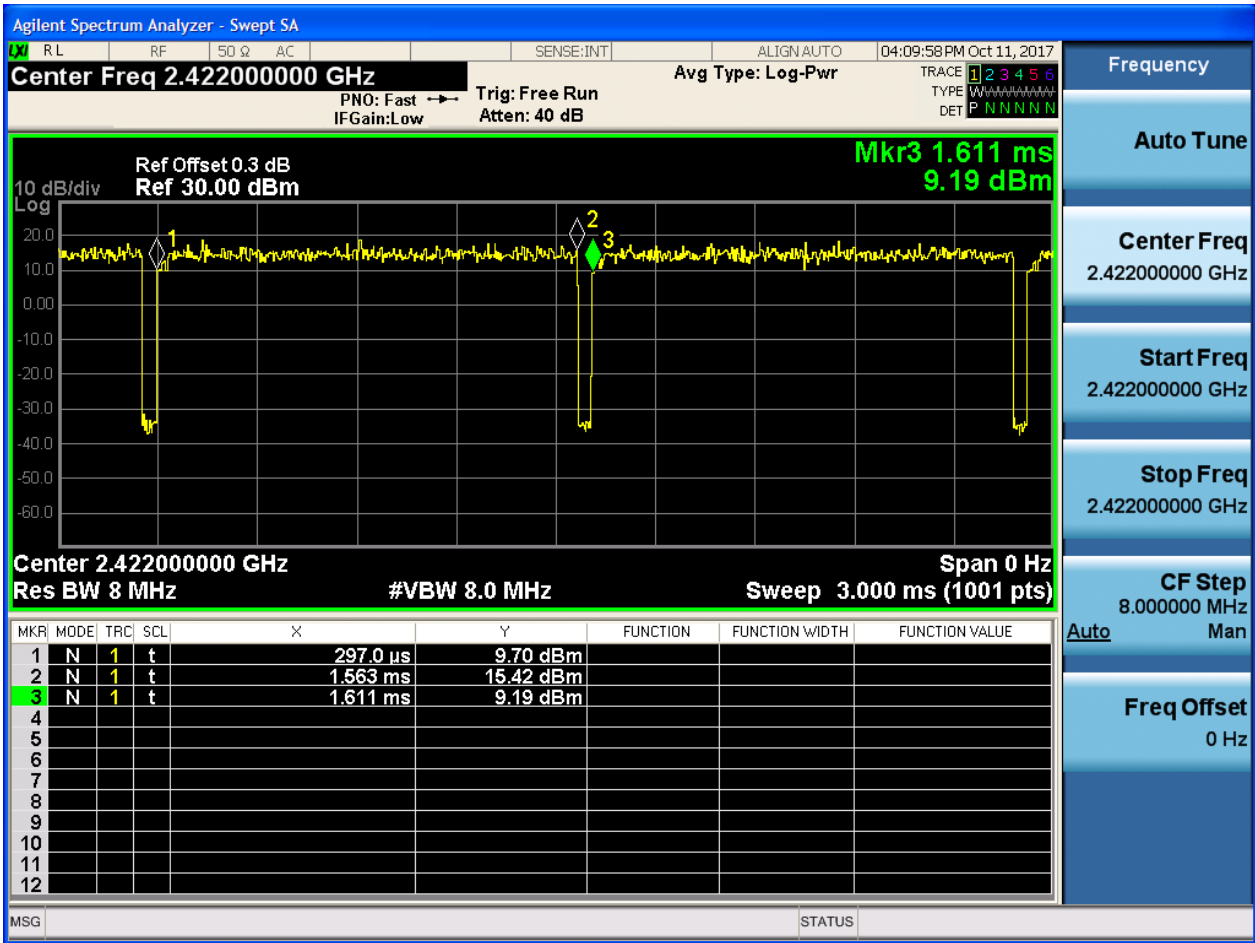 Agilent Spectrum Analyzer - Swept SA
LXI RL RF 50 Ω AC SENSE:INT ALIGN AUTO 04:09:58 PM Oct 11, 2017
Center Freq 2.422000000 GHz
PNO: Fast
IFGain:Low
Trig: Free Run
Atten: 40 dB
Avg Type: Log-Pwr
TRACE 1 2 3 4 5 6
TYPE W
DET P N N N N N
Mkr3 1.611 ms
9.19 dBm
Ref Offset 0.3 dB
10 dB/div Ref 30.00 dBm
Log
20.0
10.0
0.00
-10.0
-20.0
-30.0
-40.0
-50.0
-60.0
1
2
3
Center 2.422000000 GHz Span 0 Hz
Res BW 8 MHz #VBW 8.0 MHz Sweep 3.000 ms (1001 pts)
MKR MODE TRC SCL X Y FUNCTION FUNCTION WIDTH FUNCTION VALUE
1 N 1 t 297.0 µs 9.70 dBm
2 N 1 t 1.563 ms 15.42 dBm
3 N 1 t 1.611 ms 9.19 dBm
4
5
6
7
8
9
10
11
12
MSG STATUS
Frequency
Auto Tune
Center Freq
2.422000000 GHz
Start Freq
2.422000000 GHz
Stop Freq
2.422000000 GHz
CF Step
8.000000 MHz
Auto Man
Freq Offset
0 Hz